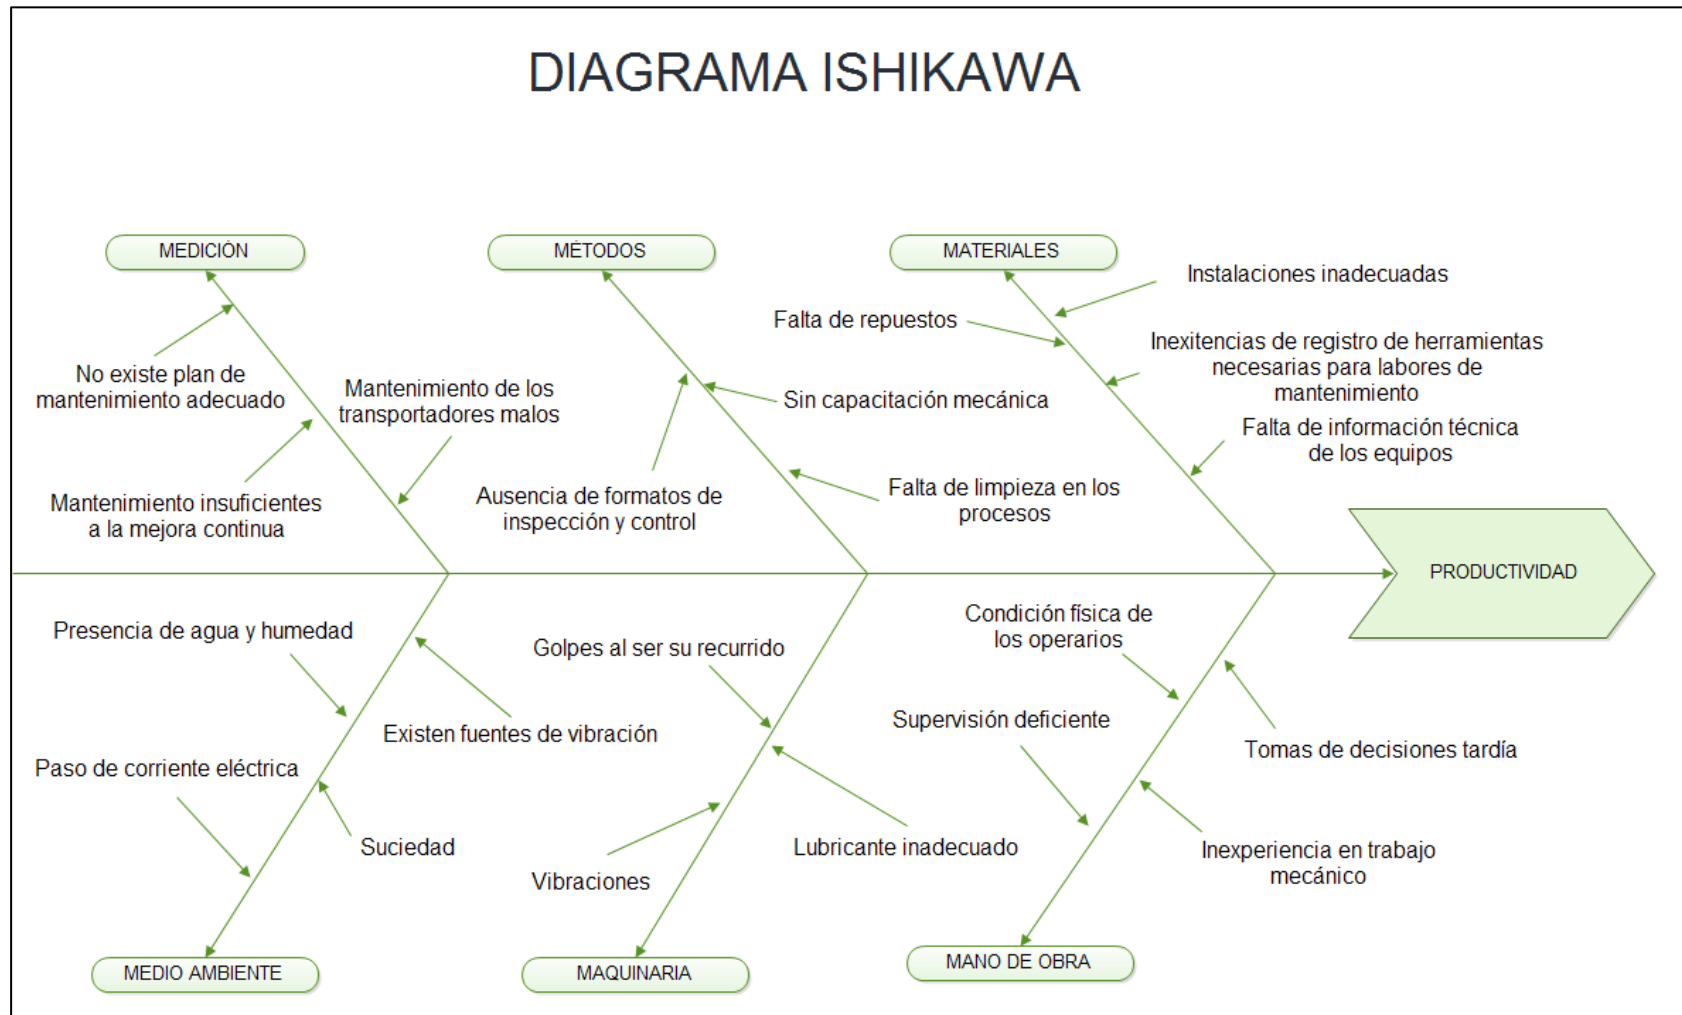 DIAGRAMA ISHIKAWA
MEDICIÓN
MÉTODOS
MATERIALES
Instalaciones inadecuadas
Falta de repuestos
Inexitencias de registro de herramientas
necesarias para labores de
mantenimiento
No existe plan de
mantenimiento adecuado
Mantenimiento de los
transportadores malos
Sin capacitación mecánica
Falta de información técnica
de los equipos
Mantenimiento insuficientes
a la mejora continua
Ausencia de formatos de
inspección y control
Falta de limpieza en los
procesos
PRODUCTIVIDAD
Presencia de agua y humedad
Golpes al ser su recurrido
Condición física de
los operarios
Existen fuentes de vibración
Supervisión deficiente
Tomas de decisiones tardía
Paso de corriente eléctrica
Suciedad
Lubricante inadecuado
Vibraciones
Inexperiencia en trabajo
mecánico
MEDIO AMBIENTE
MAQUINARIA
MANO DE OBRA